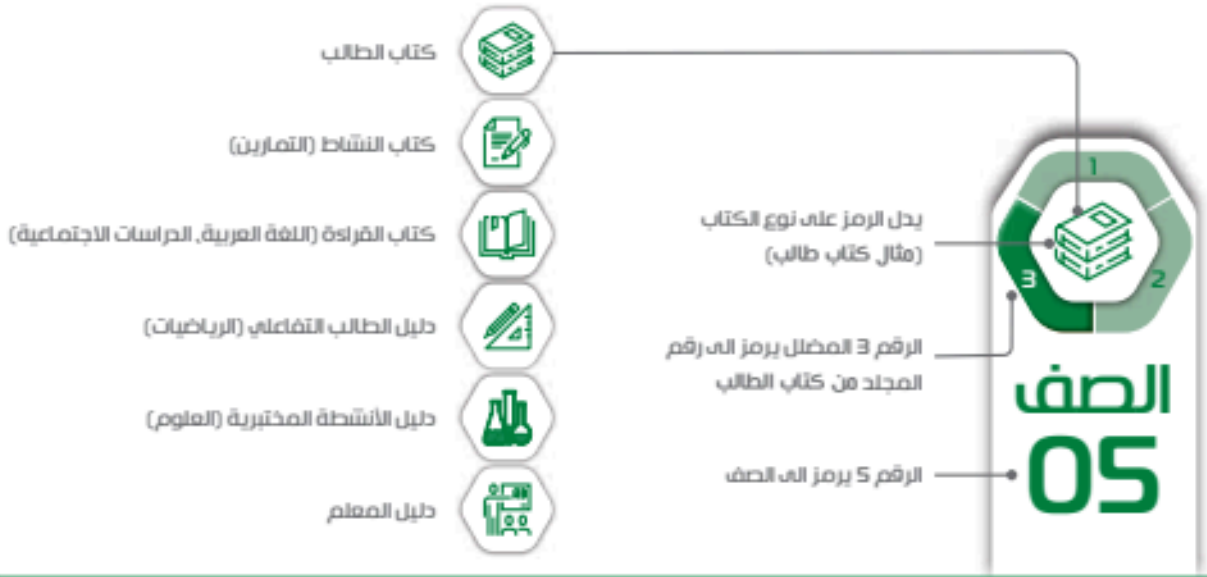 1
2
3
الصف
05
يدل الرمز على نوع الكتاب
(مثال كتاب طالب)
الرقم 3 المضلل يرمز الى رقم
المجلد من كتاب الطالب
الرقم 5 يرمز الى الصف
كتاب الطالب
كتاب النشاط (التمارين)
كتاب القراءة (اللغة العربية، الدراسات الاجتماعية)
دليل الطالب التفاعلي (الرياضيات)
دليل الأنشطة المختبرية (العلوم)
دليل المعلم